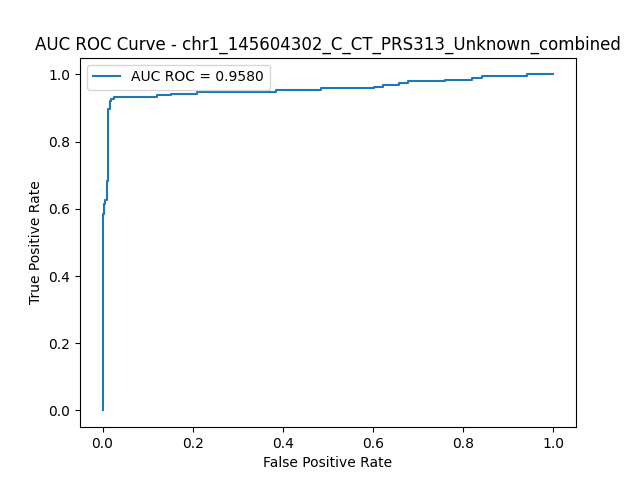 AUC ROC Curve - chr1_145604302_C_CT_PRS313_Unknown_combined
AUC ROC = 0.9580
1.0
0.8
0.6
0.4
0.2
0.0
True Positive Rate
0.0 0.2 0.4 0.6 0.8 1.0
False Positive Rate